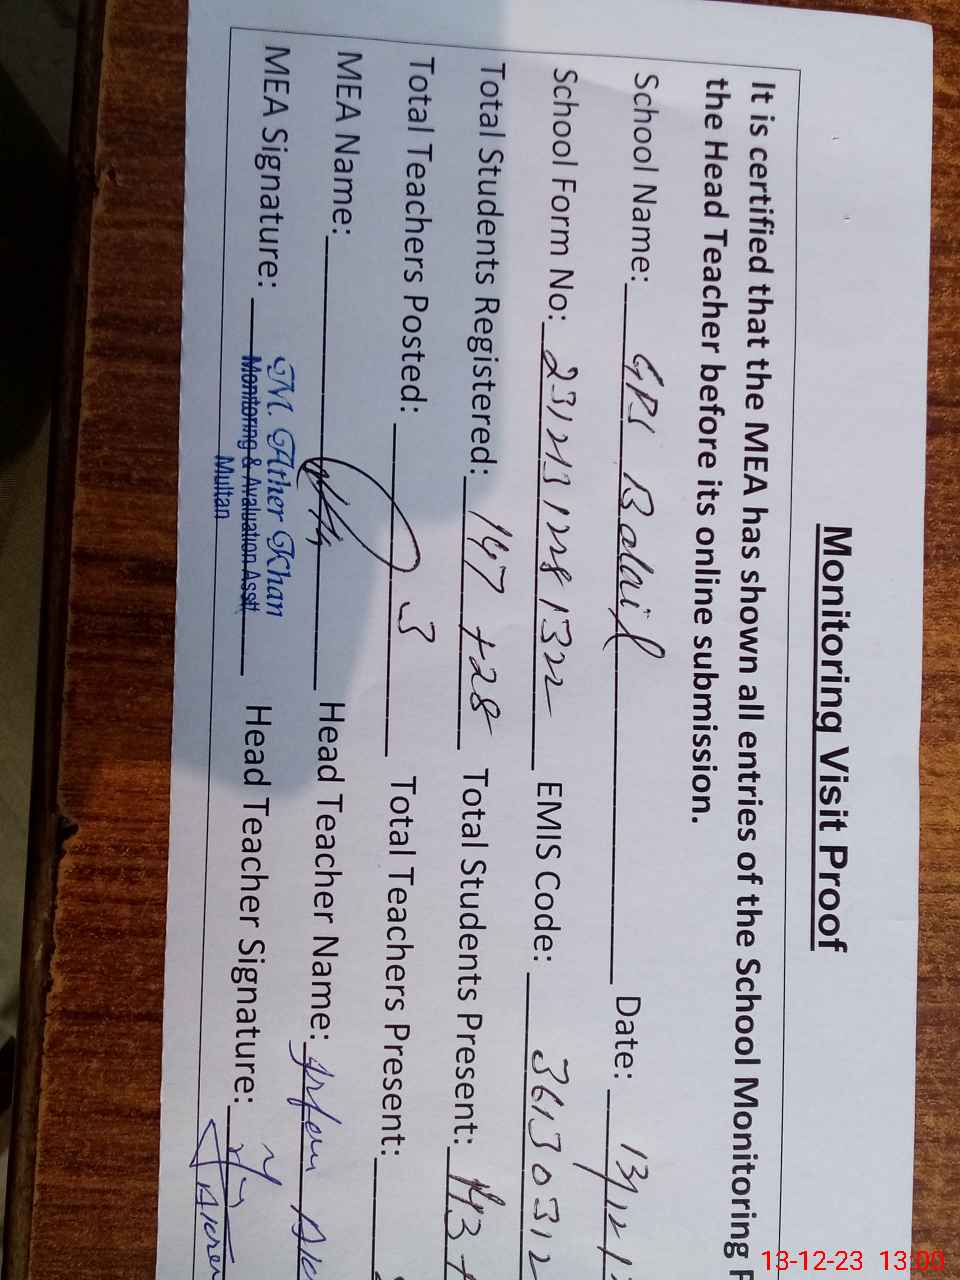 Monitoring Visit Proof
It is certified that the MEA has shown all entries of the School Monitoring F
the Head Teacher before its online submission.
School Name: GPS Bolail Date: 13/12/
School Form No: EMIS Code: 36130312
Total Students Registered: 147 +28 Total Students Present: 143 +
Total Teachers Posted: 3 Total Teachers Present:
MEA Name: Head Teacher Name:
MEA Signature: M. Ather Khan Head Teacher Signature:
Monitoring & Avaluation Asstt
Multan
13-12-23 13:00